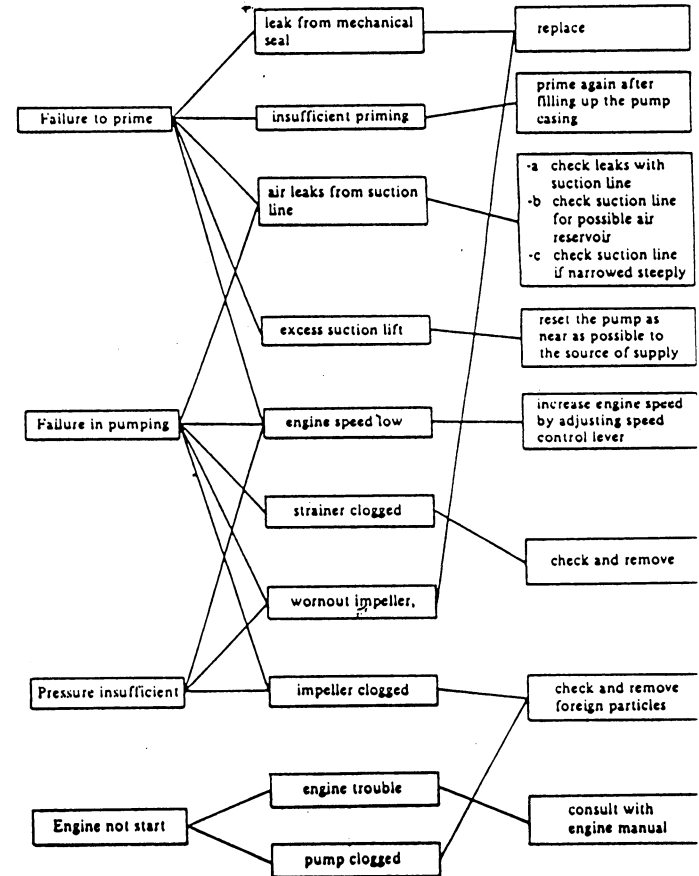 leak from mechanical
seal
replace
Failure to prime
insufficient priming
prime again after
filling up the pump
casing
air leaks from suction
line
-a check leaks with
suction line
-b check suction line
for possible air
reservoir
-c check suction line
if narrowed steeply
excess suction lift
reset the pump as
near as possible to
the source of supply
Failure in pumping
engine speed low
increase engine speed
by adjusting speed
control lever
strainer clogged
check and remove
wornout impeller,
Pressure insufficient
impeller clogged
check and remove
foreign particles
engine trouble
Engine not start
consult with
engine manual
pump clogged